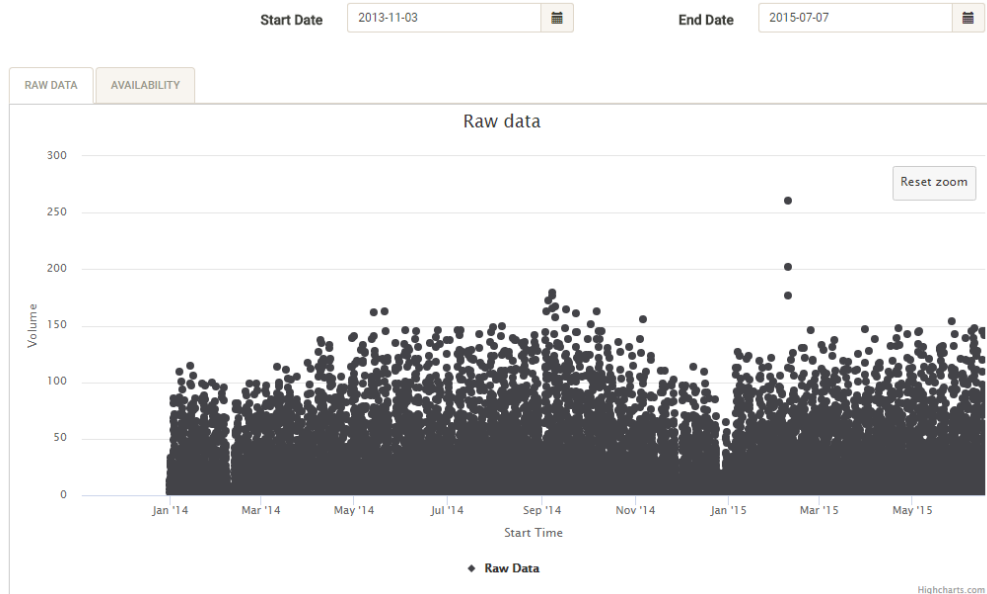 Start Date 2013-11-03 End Date 2015-07-07
RAW DATA AVAILABILITY
Raw data
300
Reset zoom
250
200
150
100
50
0
Volume
Jan '14 Mar '14 May '14 Jul '14 Sep '14 Nov '14 Jan '15 Mar '15 May '15
Start Time
Raw Data
Highcharts.com